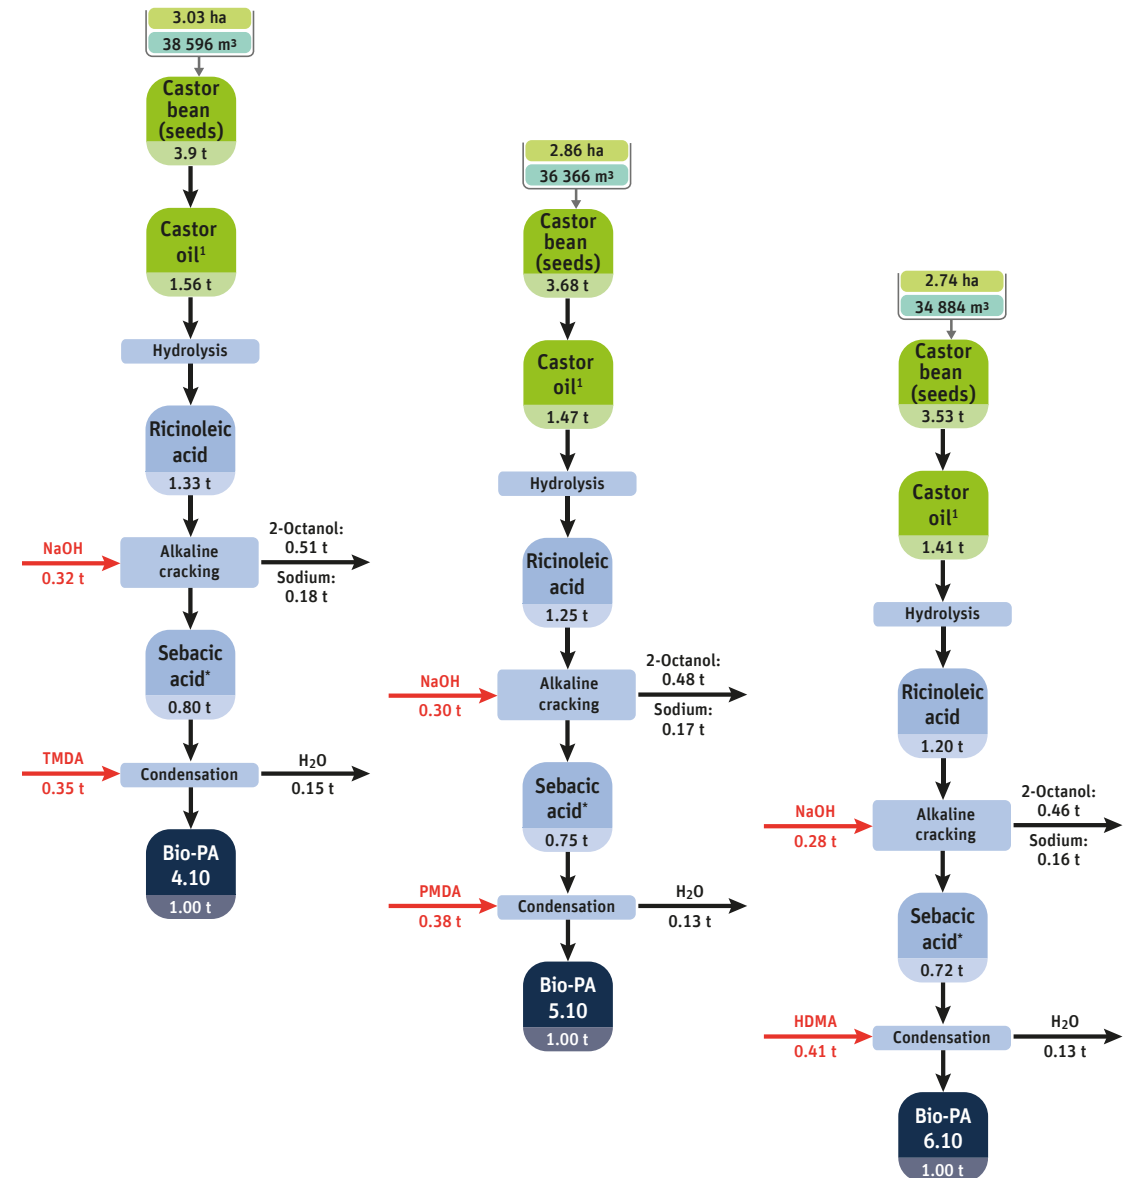 3.03 ha
38 596 m³
Castor
bean
(seeds)
3.9 t
Castor
oil¹
1.56 t
Hydrolysis
Ricinoleic
acid
1.33 t
NaOH
0.32 t
Alkaline
cracking
2-Octanol:
0.51 t
Sodium:
0.18 t
Sebacic
acid*
0.80 t
TMDA
0.35 t
Condensation
H₂O
0.15 t
Bio-PA
4.10
1.00 t
2.86 ha
36 366 m³
Castor
bean
(seeds)
3.68 t
Castor
oil¹
1.47 t
Hydrolysis
Ricinoleic
acid
1.25 t
NaOH
0.30 t
Alkaline
cracking
2-Octanol:
0.48 t
Sodium:
0.17 t
Sebacic
acid*
0.75 t
PMDA
0.38 t
Condensation
H₂O
0.13 t
Bio-PA
5.10
1.00 t
2.74 ha
34 884 m³
Castor
bean
(seeds)
3.53 t
Castor
oil¹
1.41 t
Hydrolysis
Ricinoleic
acid
1.20 t
NaOH
0.28 t
Alkaline
cracking
2-Octanol:
0.46 t
Sodium:
0.16 t
Sebacic
acid*
0.72 t
HDMA
0.41 t
Condensation
H₂O
0.13 t
Bio-PA
6.10
1.00 t